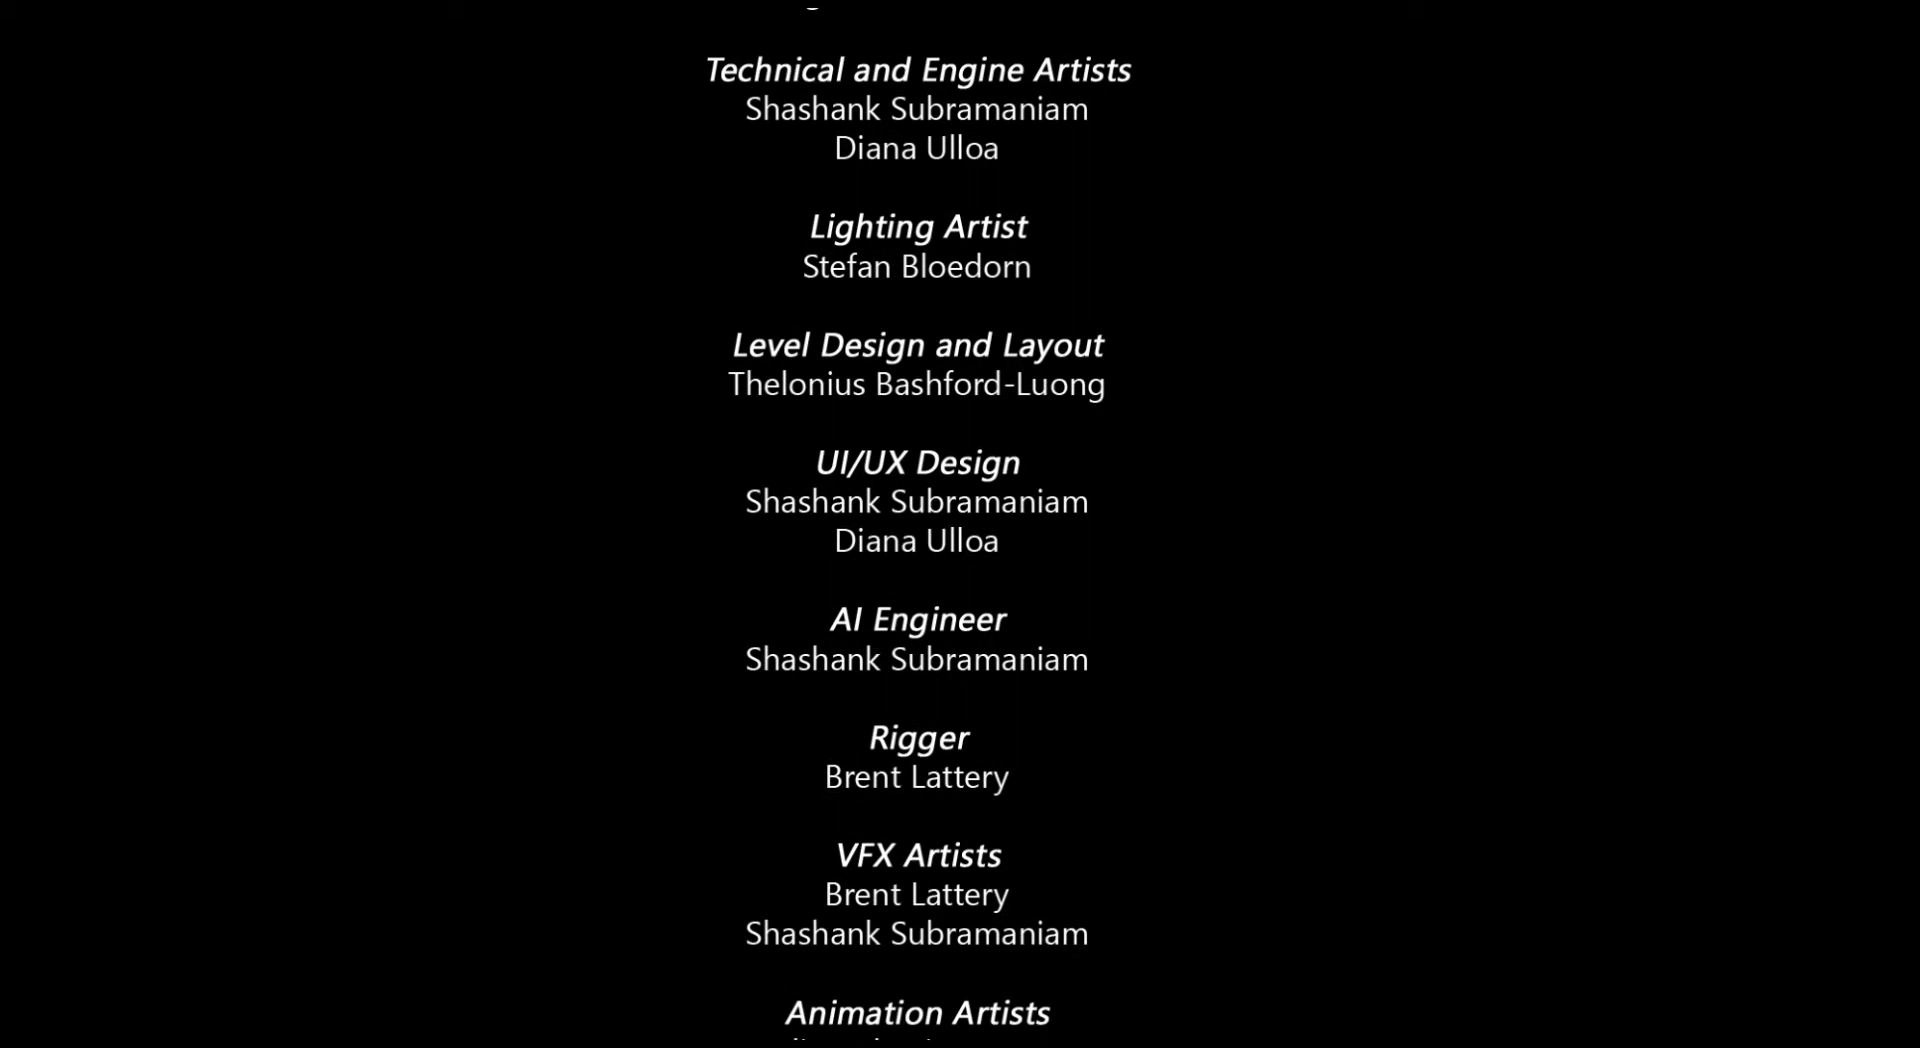 Technical and Engine Artists
Shashank Subramaniam
Diana Ulloa
Lighting Artist
Stefan Bloedorn
Level Design and Layout
Thelonius Bashford-Luong
UI/UX Design
Shashank Subramaniam
Diana Ulloa
AI Engineer
Shashank Subramaniam
Rigger
Brent Lattery
VFX Artists
Brent Lattery
Shashank Subramaniam
Animation Artists